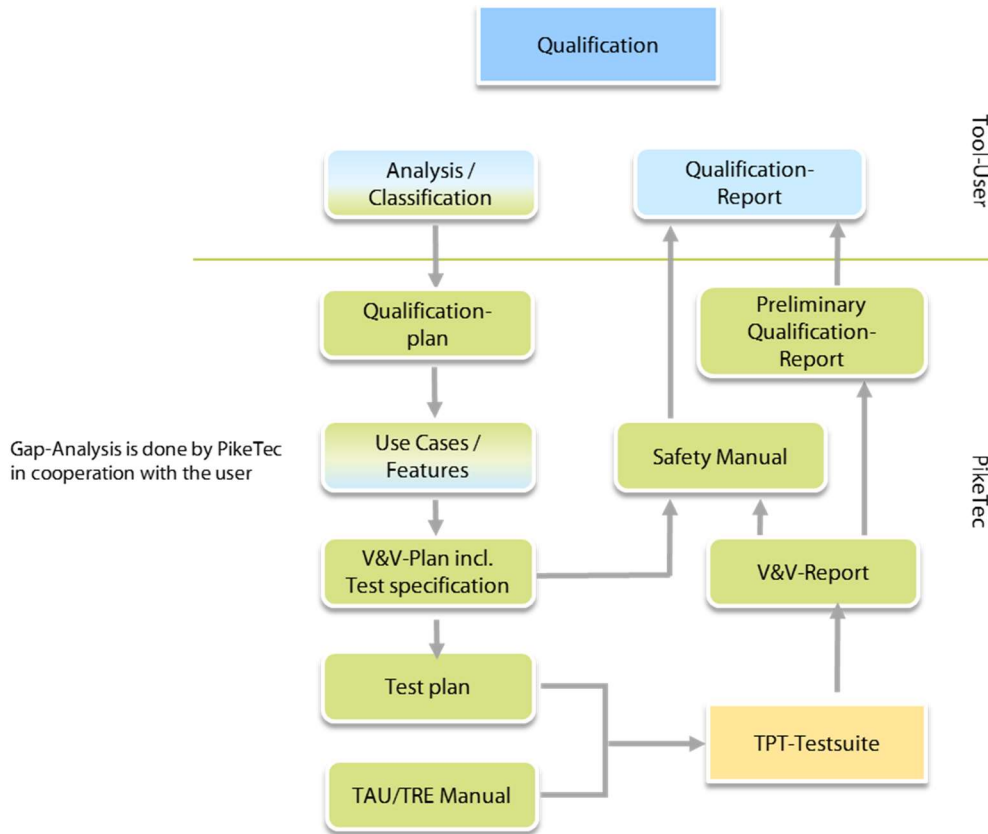 Qualification
Tool-User
Analysis /
Classification
Qualification-
Report
Qualification-
plan
Preliminary
Qualification-
Report
Gap-Analysis is done by PikeTec
in cooperation with the user
Use Cases /
Features
Safety Manual
PikeTec
V&V-Plan incl.
Test specification
V&V-Report
Test plan
TPT-Testsuite
TAU/TRE Manual